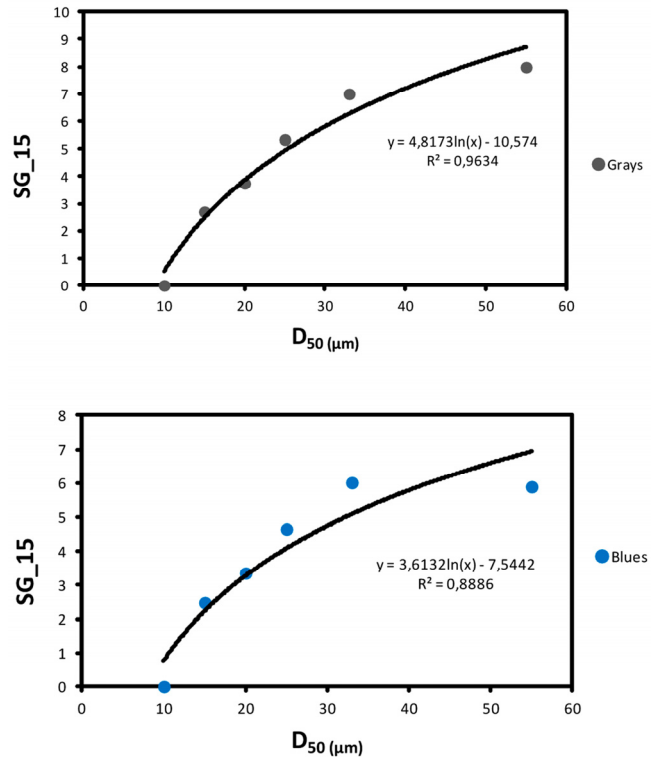 10
9
8
7
6
5
4
3
2
1
0
SG_15
y = 4,8173ln(x) - 10,574
R² = 0,9634
Grays
0 10 20 30 40 50 60
D50 (µm)
8
7
6
5
4
3
2
1
0
SG_15
y = 3,6132ln(x) - 7,5442
R² = 0,8886
Blues
0 10 20 30 40 50 60
D50 (µm)